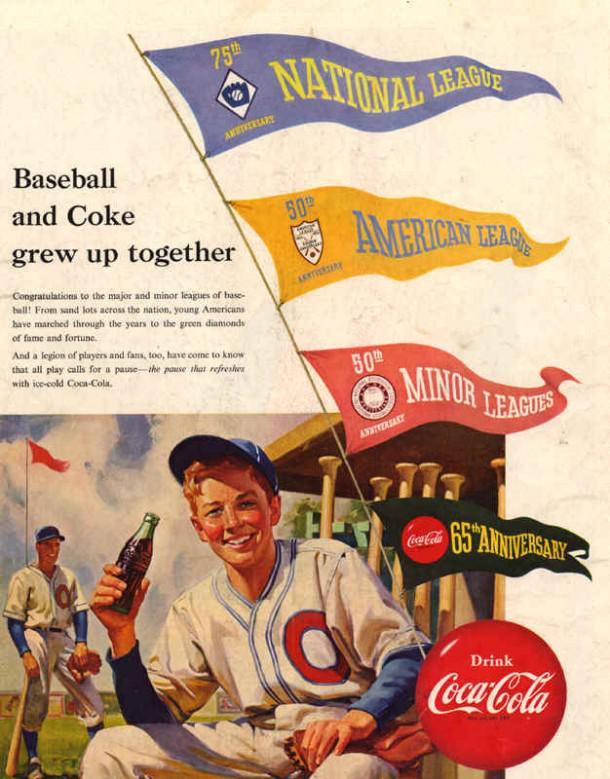 75th
NATIONAL LEAGUE
ANNIVERSARY
50th
AMERICAN LEAGUE
ANNIVERSARY
Baseball
and Coke
grew up together
Congratulations to the major and minor leagues of base-
ball! From sand lots across the nation, young Americans
have marched through the years to the green diamonds
of fame and fortune.
And a legion of players and fans, too, have come to know
that all play calls for a pause—the pause that refreshes
with ice-cold Coca-Cola.
50th
MINOR LEAGUES
ANNIVERSARY
Coca-Cola
65th ANNIVERSARY
C
C
Drink
Coca-Cola